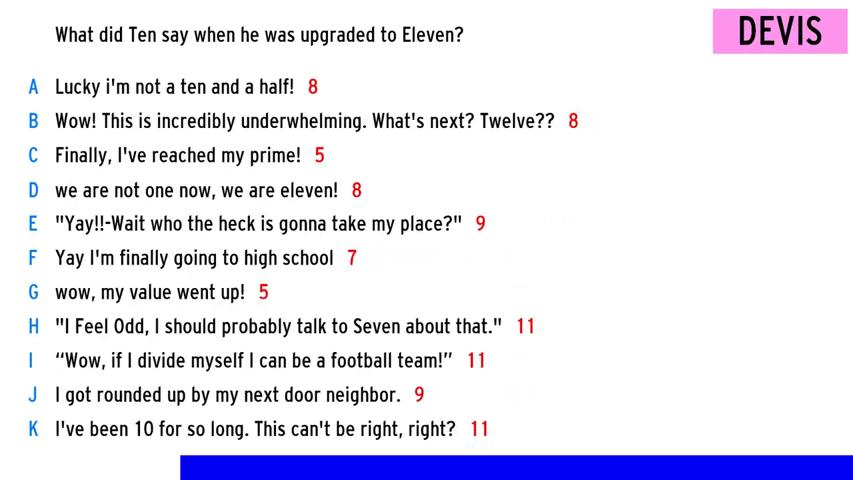 What did Ten say when he was upgraded to Eleven?
DEVIS
A Lucky i'm not a ten and a half! 8
B Wow! This is incredibly underwhelming. What's next? Twelve?? 8
C Finally, I've reached my prime! 5
D we are not one now, we are eleven! 8
E "Yay!!-Wait who the heck is gonna take my place?" 9
F Yay I'm finally going to high school 7
G wow, my value went up! 5
H "I Feel Odd, I should probably talk to Seven about that." 11
I “Wow, if I divide myself I can be a football team!” 11
J I got rounded up by my next door neighbor. 9
K I've been 10 for so long. This can't be right, right? 11